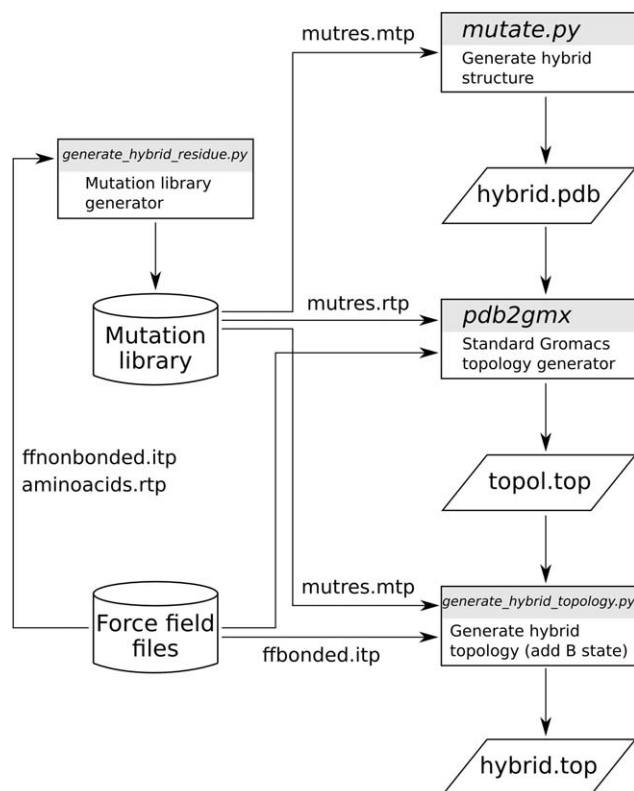 mutres.mtp
mutate.py
Generate hybrid
structure
generate_hybrid_residue.py
Mutation library
generator
hybrid.pdb
mutres.rtp
pdb2gmx
Standard Gromacs
topology generator
Mutation
library
ffnonbonded.itp
aminoacids.rtp
topol.top
mutres.mtp
generate_hybrid_topology.py
Generate hybrid
topology (add B state)
Force field
files
ffbonded.itp
hybrid.top